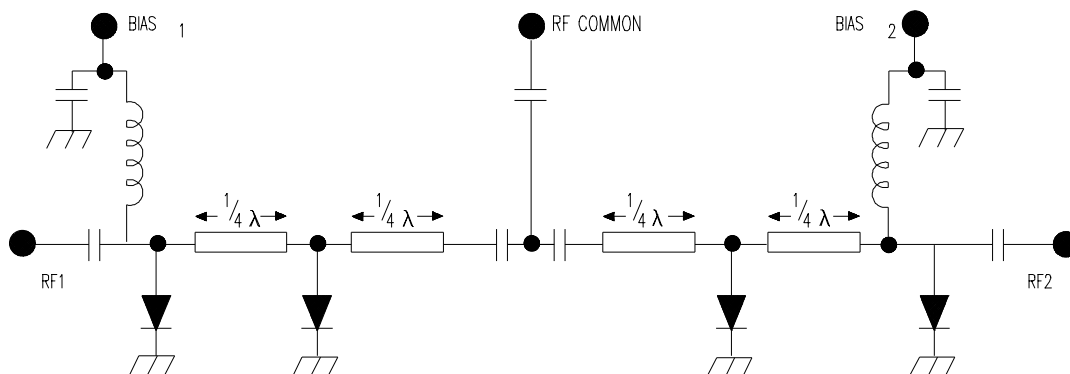 BIAS 1
RF COMMON
BIAS 2
1/4 λ
1/4 λ
1/4 λ
1/4 λ
RF1
RF2